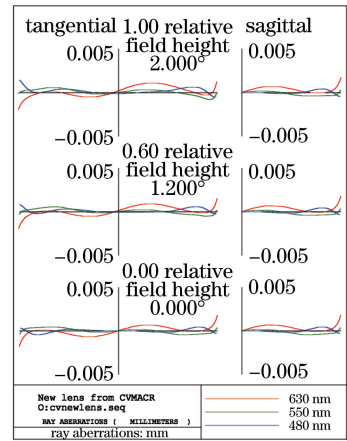 tangential 1.00 relative sagittal
field height
0.005 2.000° 0.005
−0.005 −0.005
0.60 relative
0.005 field height 0.005
1.200°
−0.005 −0.005
0.00 relative
0.005 field height 0.005
0.000°
−0.005 −0.005
New lens from CVMACR
O:cvnewlens.seq
RAY ABERRATIONS ( MILLIMETERS )
ray aberrations: mm
630 nm
550 nm
480 nm